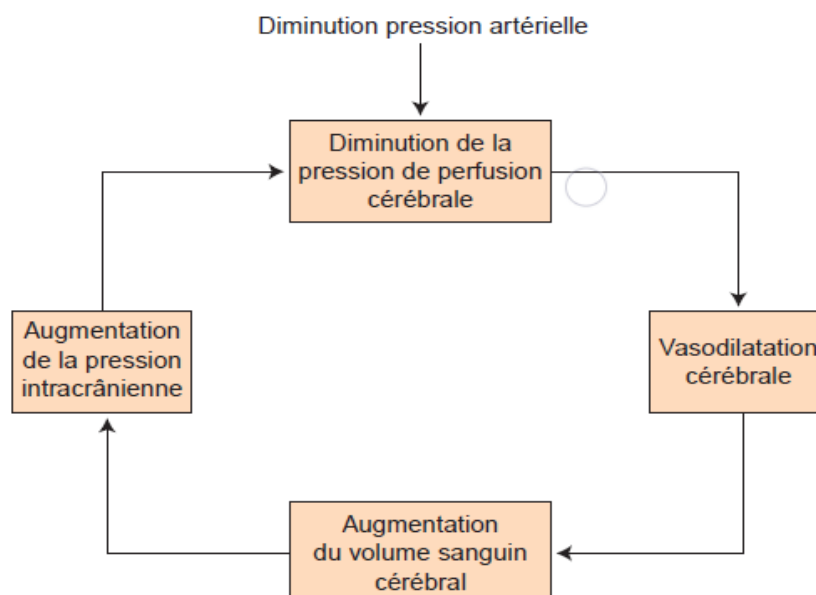 Diminution pression artérielle
Diminution de la
pression de perfusion
cérébrale
Augmentation
de la pression
intracrânienne
Vasodilatation
cérébrale
Augmentation
du volume sanguin
cérébral